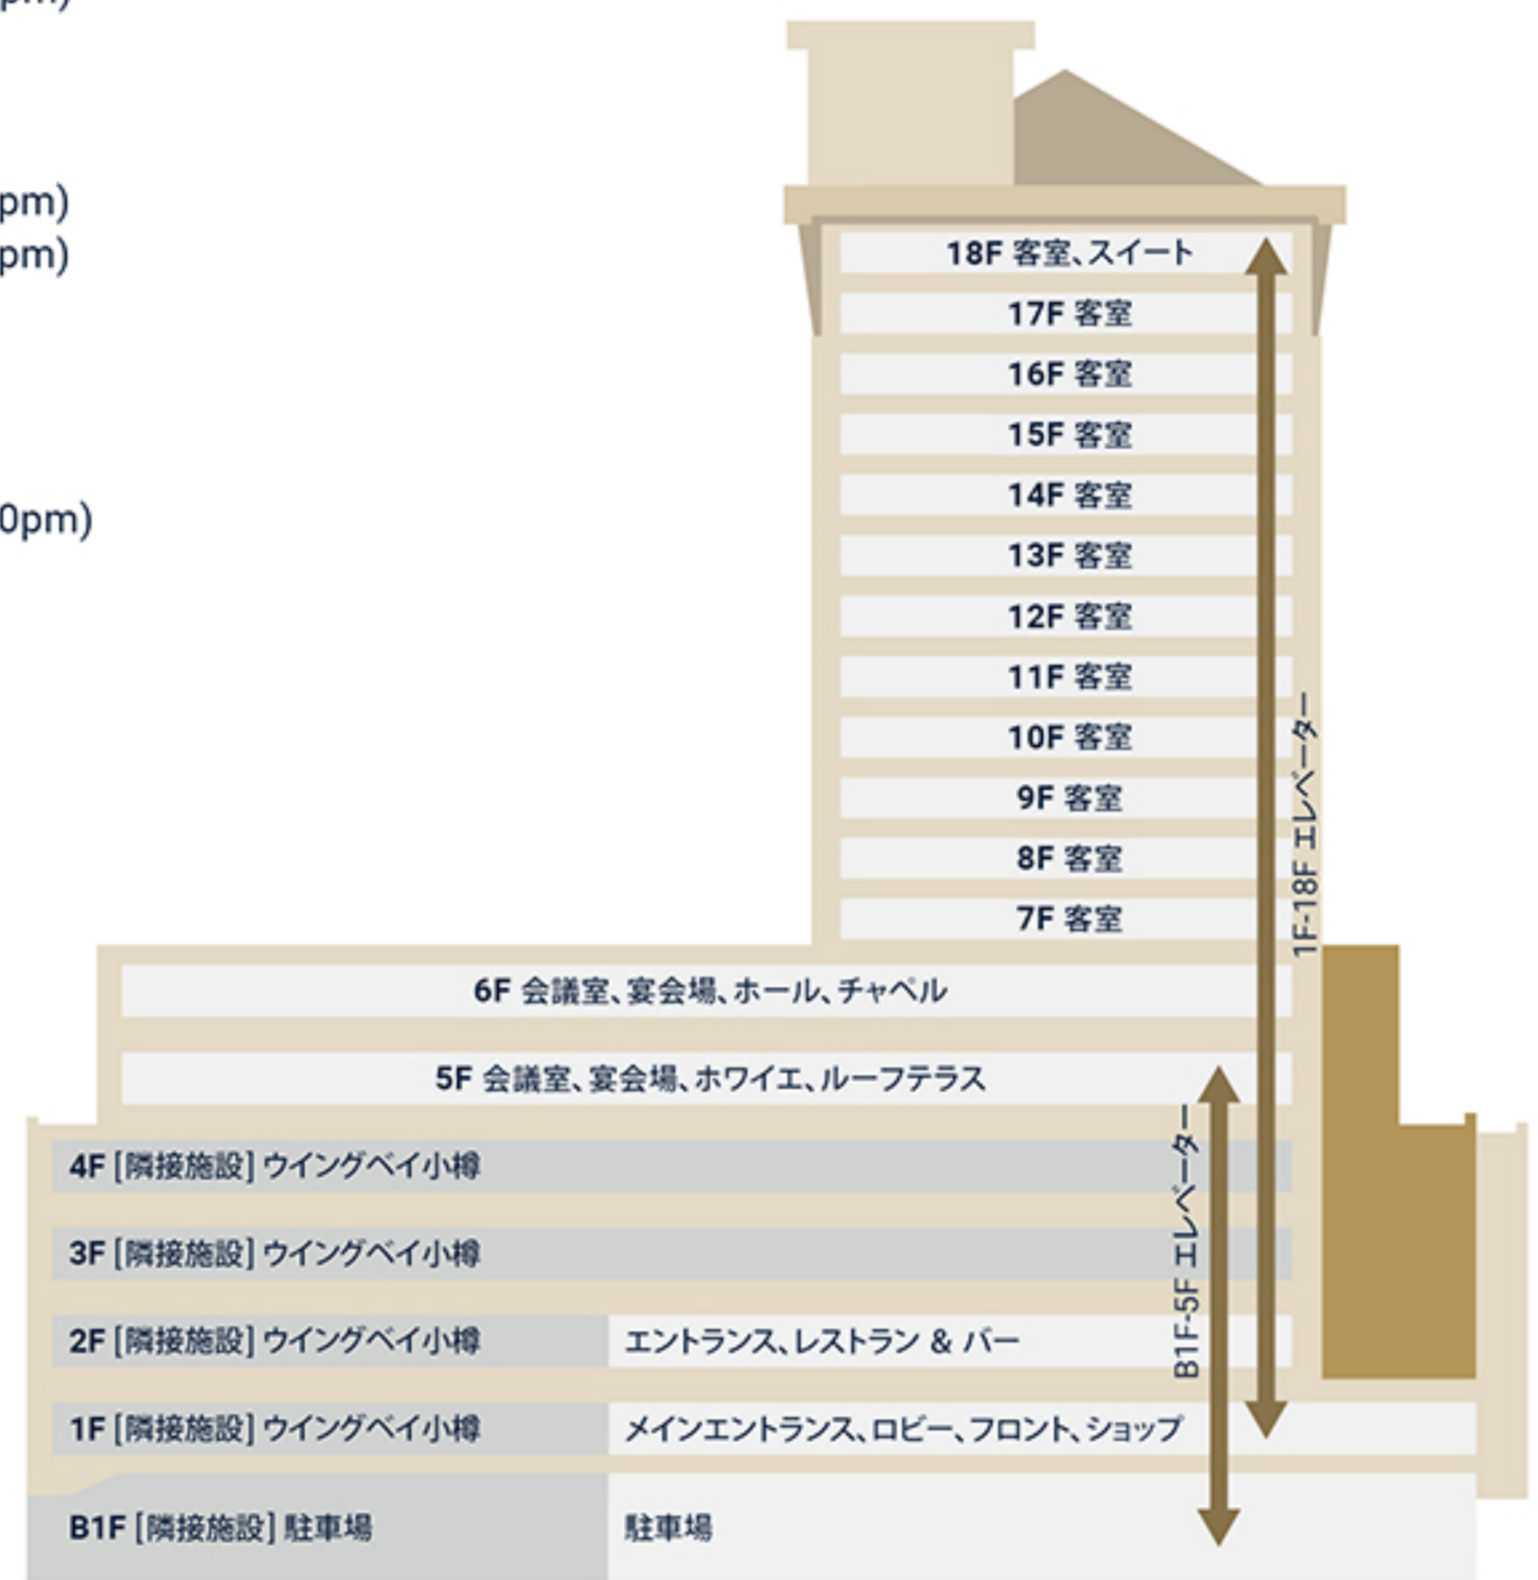 pm)
pm)
pm)
0pm)
18F 客室、スイート
17F 客室
16F 客室
15F 客室
14F 客室
13F 客室
12F 客室
11F 客室
10F 客室
9F 客室
8F 客室
7F 客室
1F-18F エレベーター
6F 会議室、宴会場、ホール、チャペル
5F 会議室、宴会場、ホワイエ、ルーフテラス
B1F-5F エレベーター
4F [隣接施設] ウイングベイ小樽
3F [隣接施設] ウイングベイ小樽
2F [隣接施設] ウイングベイ小樽 エントランス、レストラン & バー
1F [隣接施設] ウイングベイ小樽 メインエントランス、ロビー、フロント、ショップ
B1F [隣接施設] 駐車場 駐車場